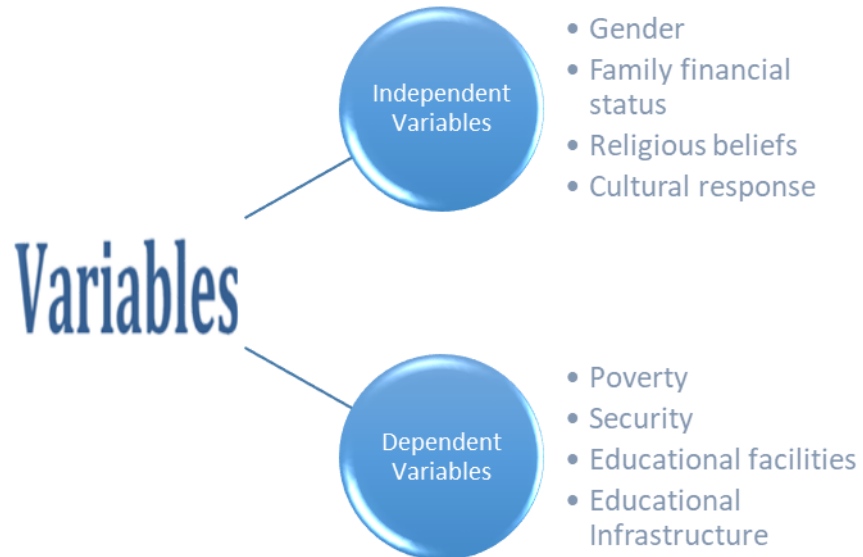 Variables
Independent
Variables
• Gender
• Family financial
status
• Religious beliefs
• Cultural response
Dependent
Variables
• Poverty
• Security
• Educational facilities
• Educational
Infrastructure